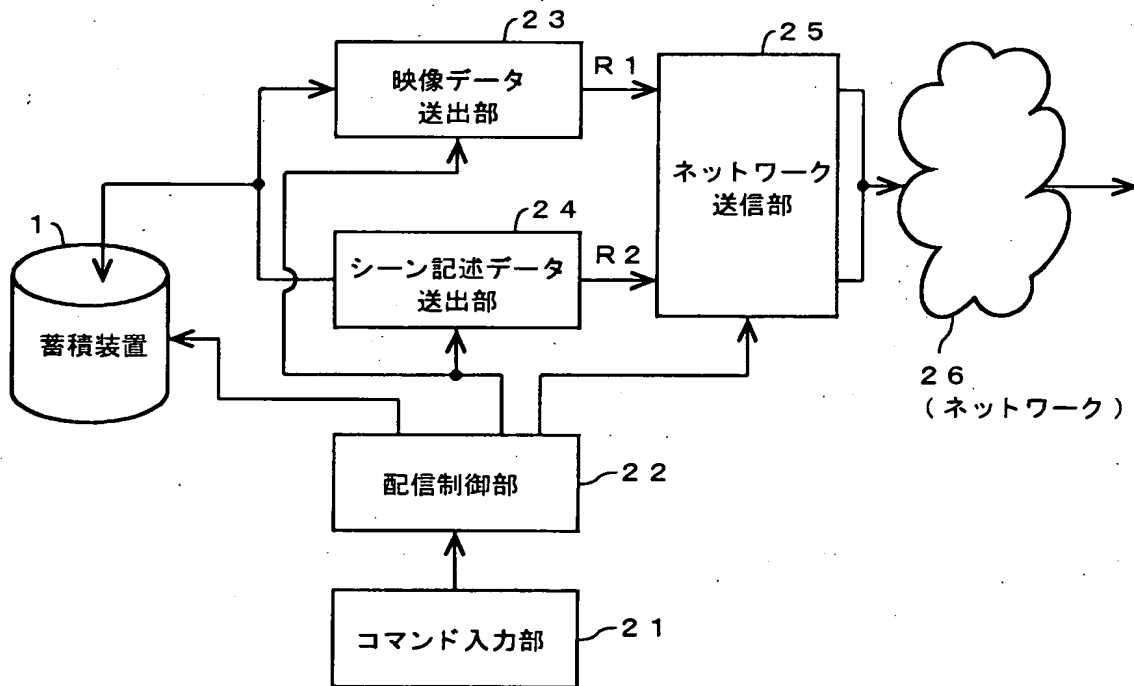 ２３
映像データ
送出部
Ｒ１
２５
ネットワーク
送信部
２４
シーン記述データ
送出部
Ｒ２
１
蓄積装置
２６
（ネットワーク）
配信制御部
２２
コマンド入力部
２１